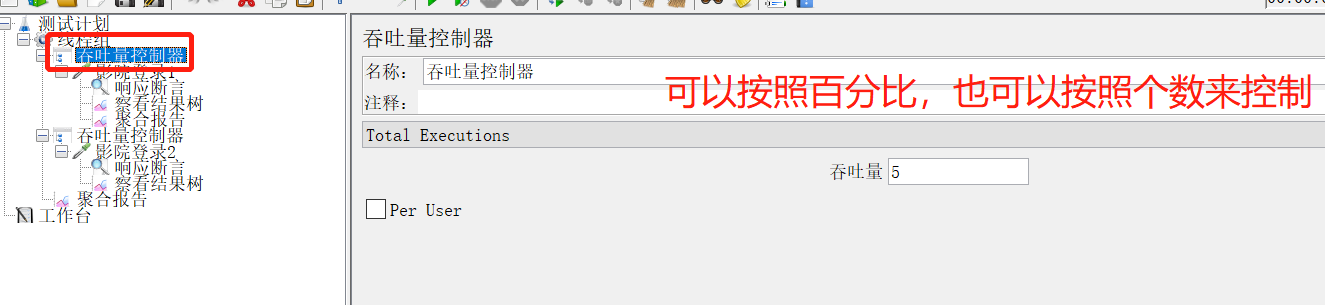 测试计划
线程组
吞吐量控制器
影院登录1
响应断言
察看结果树
聚合报告
吞吐量控制器
影院登录2
响应断言
察看结果树
聚合报告
工作台
吞吐量控制器
名称： 吞吐量控制器
注释：
可以按照百分比，也可以按照个数来控制
Total Executions
吞吐量 5
Per User